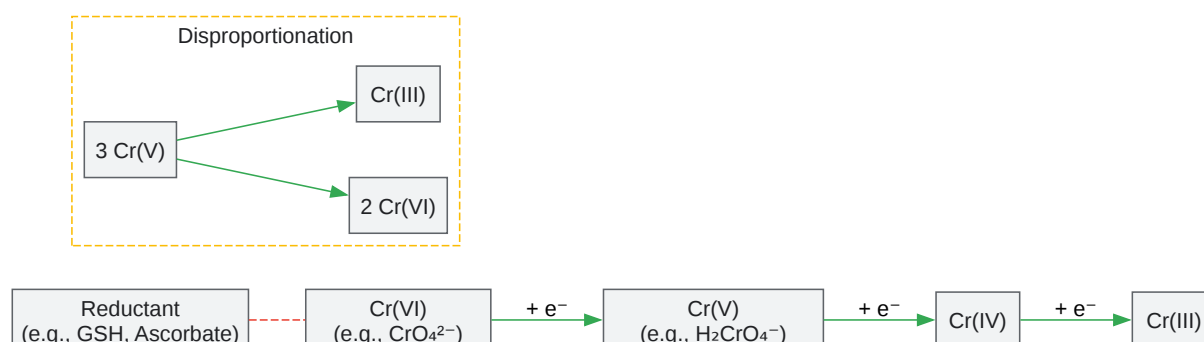 Disproportionation
Cr(III)
3 Cr(V)
2 Cr(VI)
Reductant
(e.g., GSH, Ascorbate)
Cr(VI)
(e.g., CrO₄²⁻)
+ e⁻
Cr(V)
(e.g., H₂CrO₄⁻)
+ e⁻
Cr(IV)
+ e⁻
Cr(III)